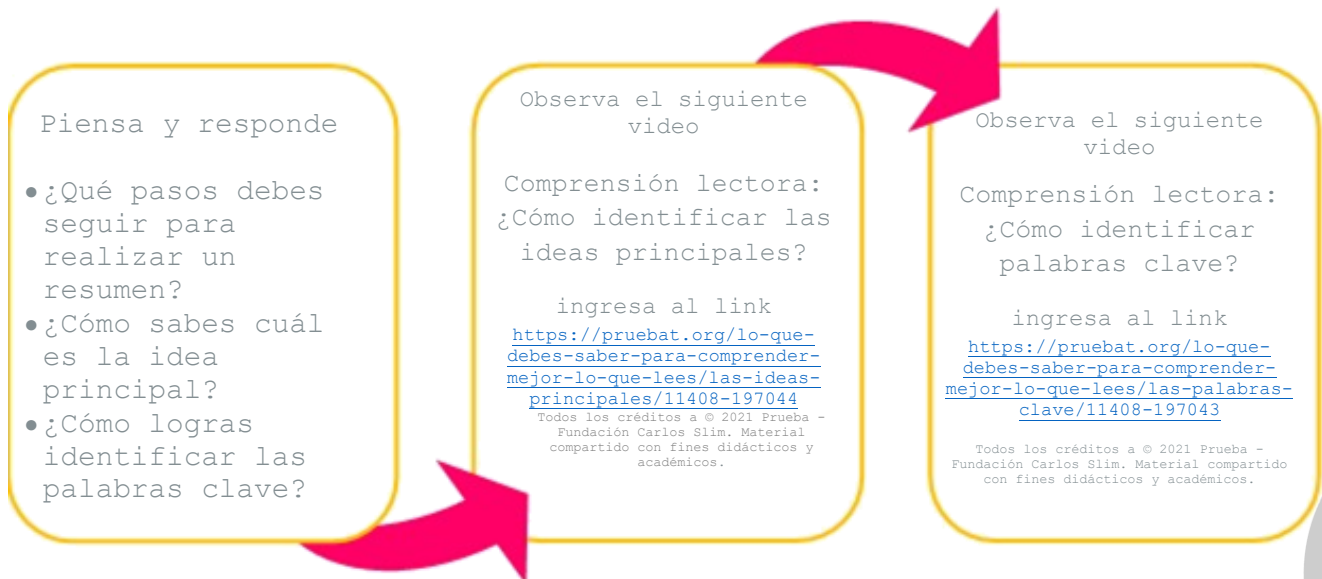 Piensa y responde
●¿Qué pasos debes
seguir para
realizar un
resumen?
●¿Cómo sabes cuál
es la idea
principal?
●¿Cómo logras
identificar las
palabras clave?
Observa el siguiente
video
Comprensión lectora:
¿Cómo identificar las
ideas principales?
ingresa al link
https://pruebat.org/lo-que-
debes-saber-para-comprender-
mejor-lo-que-lees/las-ideas-
principales/11408-197044
Todos los créditos a © 2021 Prueba -
Fundación Carlos Slim. Material
compartido con fines didácticos y
académicos.
Observa el siguiente
video
Comprensión lectora:
¿Cómo identificar
palabras clave?
ingresa al link
https://pruebat.org/lo-que-
debes-saber-para-comprender-
mejor-lo-que-lees/las-palabras-
clave/11408-197043
Todos los créditos a © 2021 Prueba -
Fundación Carlos Slim. Material compartido
con fines didácticos y académicos.